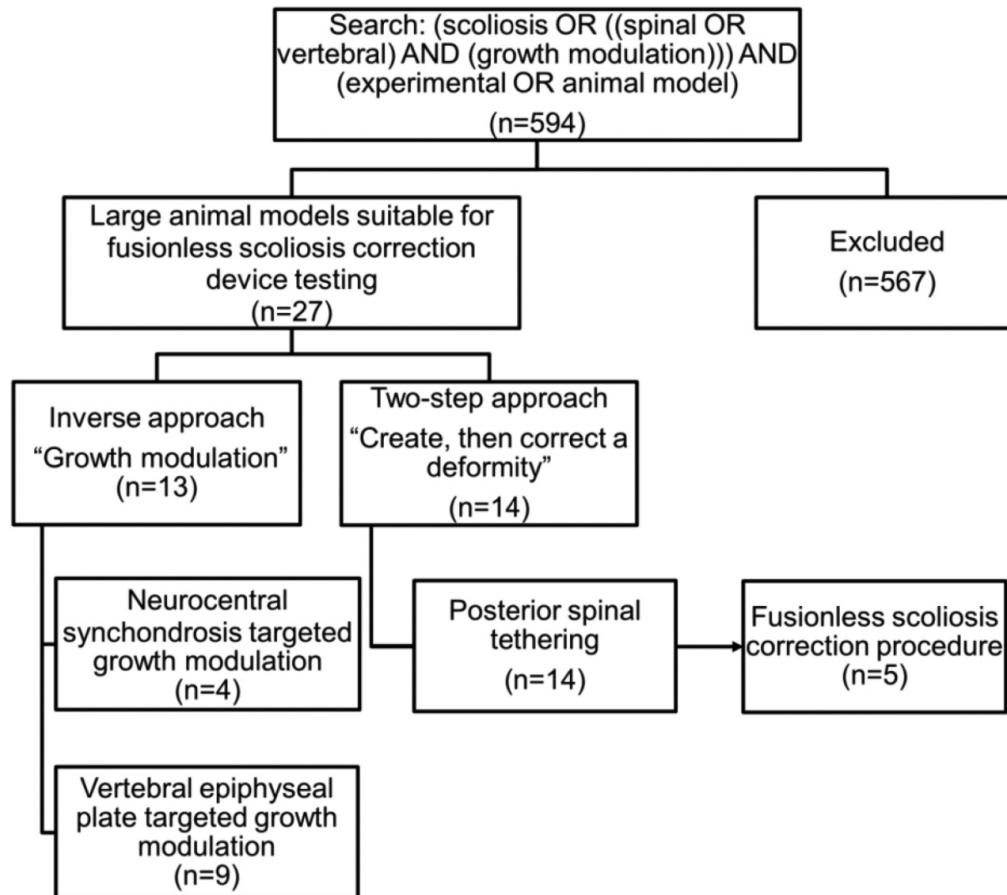 Search: (scoliosis OR ((spinal OR
vertebral) AND (growth modulation))) AND
(experimental OR animal model)
(n=594)
Large animal models suitable for
fusionless scoliosis correction
device testing
(n=27)
Excluded
(n=567)
Inverse approach
“Growth modulation”
(n=13)
Two-step approach
“Create, then correct a
deformity”
(n=14)
Neurocentral
synchondrosis targeted
growth modulation
(n=4)
Posterior spinal
tethering
(n=14)
Fusionless scoliosis
correction procedure
(n=5)
Vertebral epiphyseal
plate targeted growth
modulation
(n=9)